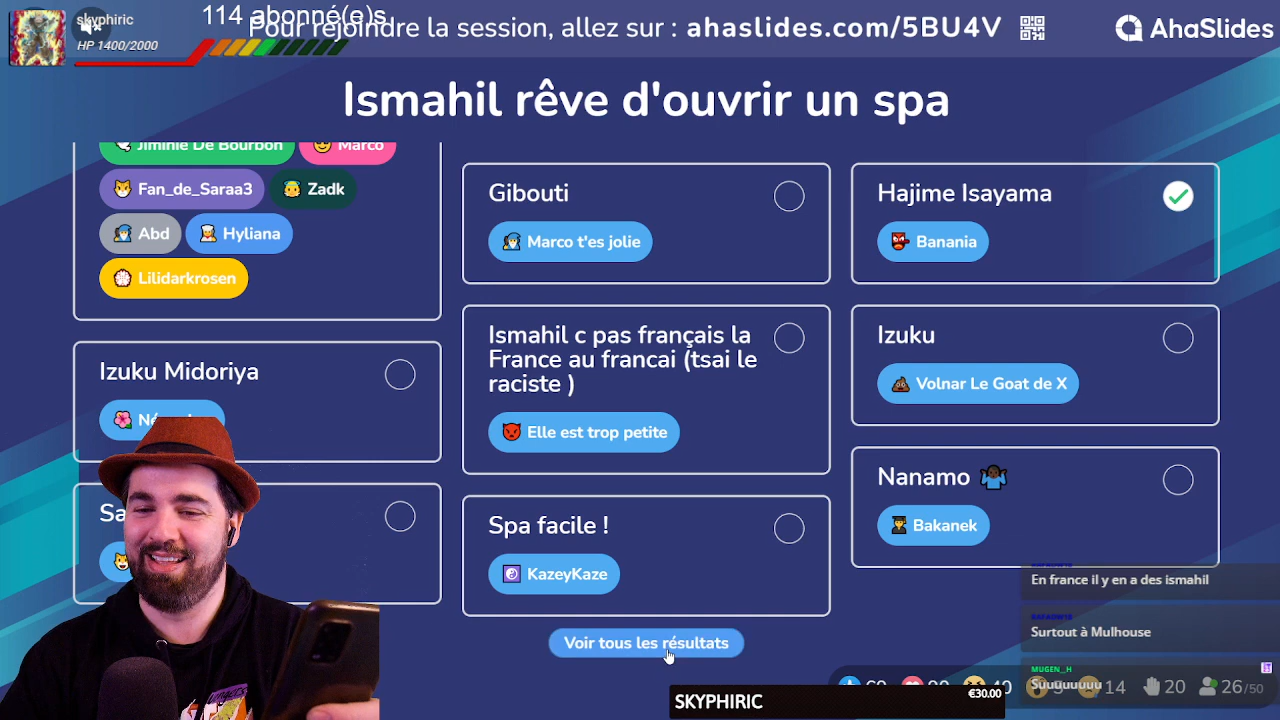 skyphiric
114 abonné(e)s
HP 1400/2000
Pour rejoindre la session, allez sur : ahaslides.com/5BU4V
AhaSlides
Ismahil rêve d'ouvrir un spa
Jiminie De Bourbon
Marco
Fan_de_Saraa3
Zadk
Abd
Hyliana
Lilidarkrosen
Izuku Midoriya
Gibouti
Marco t'es jolie
Ismahil c pas français la
France au francai (tsai le
raciste )
Elle est trop petite
Spa facile !
KazeyKaze
Hajime Isayama
Banania
Izuku
Volnar Le Goat de X
Nanamo
Bakanek
Voir tous les résultats
En france il y en a des ismahil
Surtout à Mulhouse
MUGEN_H
14
20
26/50
SKYPHIRIC
€30.00